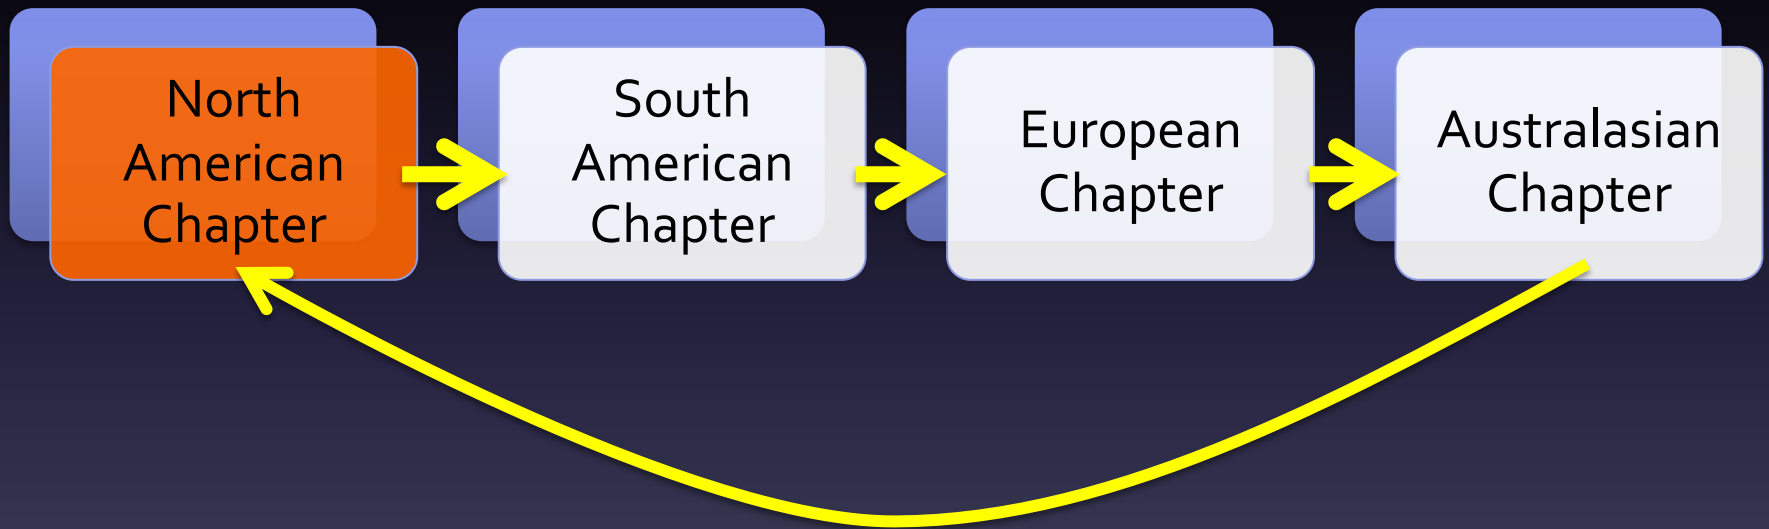 North
American
Chapter
South
American
Chapter
European
Chapter
Australasian
Chapter